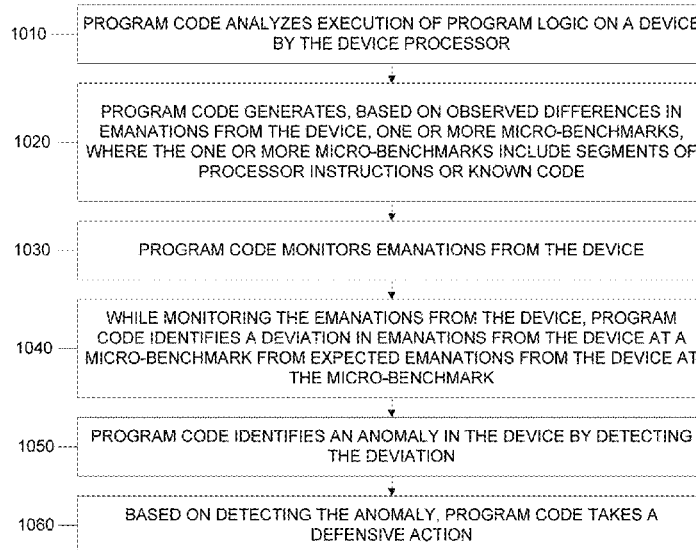 1010
PROGRAM CODE ANALYZES EXECUTION OF PROGRAM LOGIC ON A DEVICE
BY THE DEVICE PROCESSOR
1020
PROGRAM CODE GENERATES, BASED ON OBSERVED DIFFERENCES IN
EMANATIONS FROM THE DEVICE, ONE OR MORE MICRO-BENCHMARKS,
WHERE THE ONE OR MORE MICRO-BENCHMARKS INCLUDE SEGMENTS OF
PROCESSOR INSTRUCTIONS OR KNOWN CODE
1030
PROGRAM CODE MONITORS EMANATIONS FROM THE DEVICE
1040
WHILE MONITORING THE EMANATIONS FROM THE DEVICE, PROGRAM
CODE IDENTIFIES A DEVIATION IN EMANATIONS FROM THE DEVICE AT A
MICRO-BENCHMARK FROM EXPECTED EMANATIONS FROM THE DEVICE AT
THE MICRO-BENCHMARK
1050
PROGRAM CODE IDENTIFIES AN ANOMALY IN THE DEVICE BY DETECTING
THE DEVIATION
1060
BASED ON DETECTING THE ANOMALY, PROGRAM CODE TAKES A
DEFENSIVE ACTION